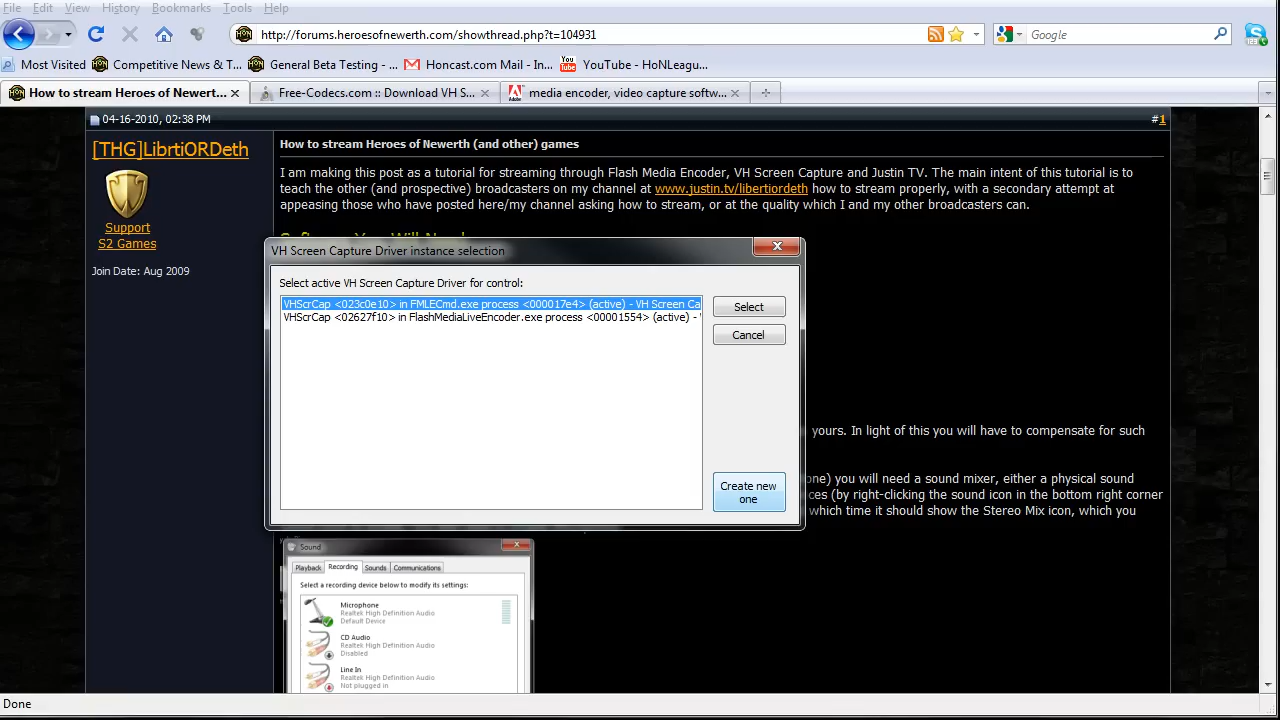 File Edit View History Bookmarks Tools Help
http://forums.heroesofnewerth.com/showthread.php?t=104931
Google
Most Visited Competitive News & T... General Beta Testing - ... Honcast.com Mail - In... YouTube - HoNLeagu...
How to stream Heroes of Newert... Free-Codecs.com :: Download VH S... media encoder, video capture softw...
04-16-2010, 02:38 PM #1
[THG]LibrtiORDeth
Support
S2 Games
Join Date: Aug 2009
How to stream Heroes of Newerth (and other) games
I am making this post as a tutorial for streaming through Flash Media Encoder, VH Screen Capture and Justin TV. The main intent of this tutorial is to
teach the other (and prospective) broadcasters on my channel at www.justin.tv/libertiordeth how to stream properly, with a secondary attempt at
appeasing those who have posted here/my channel asking how to stream, or at the quality which I and my other broadcasters can.
VH Screen Capture Driver instance selection
Select active VH Screen Capture Driver for control:
VHScrCap <023c0e10> in FMLECmd.exe process <000017e4> (active) - VH Screen Ca
VHScrCap <02627f10> in FlashMediaLiveEncoder.exe process <00001554> (active) -
Select
Cancel
Create new
one
yours. In light of this you will have to compensate for such
one) you will need a sound mixer, either a physical sound
ces (by right-clicking the sound icon in the bottom right corner
which time it should show the Stereo Mix icon, which you
Sound
Playback Recording Sounds Communications
Select a recording device below to modify its settings:
Microphone
Realtek High Definition Audio
Default Device
CD Audio
Realtek High Definition Audio
Disabled
Line In
Realtek High Definition Audio
Not plugged in
Done